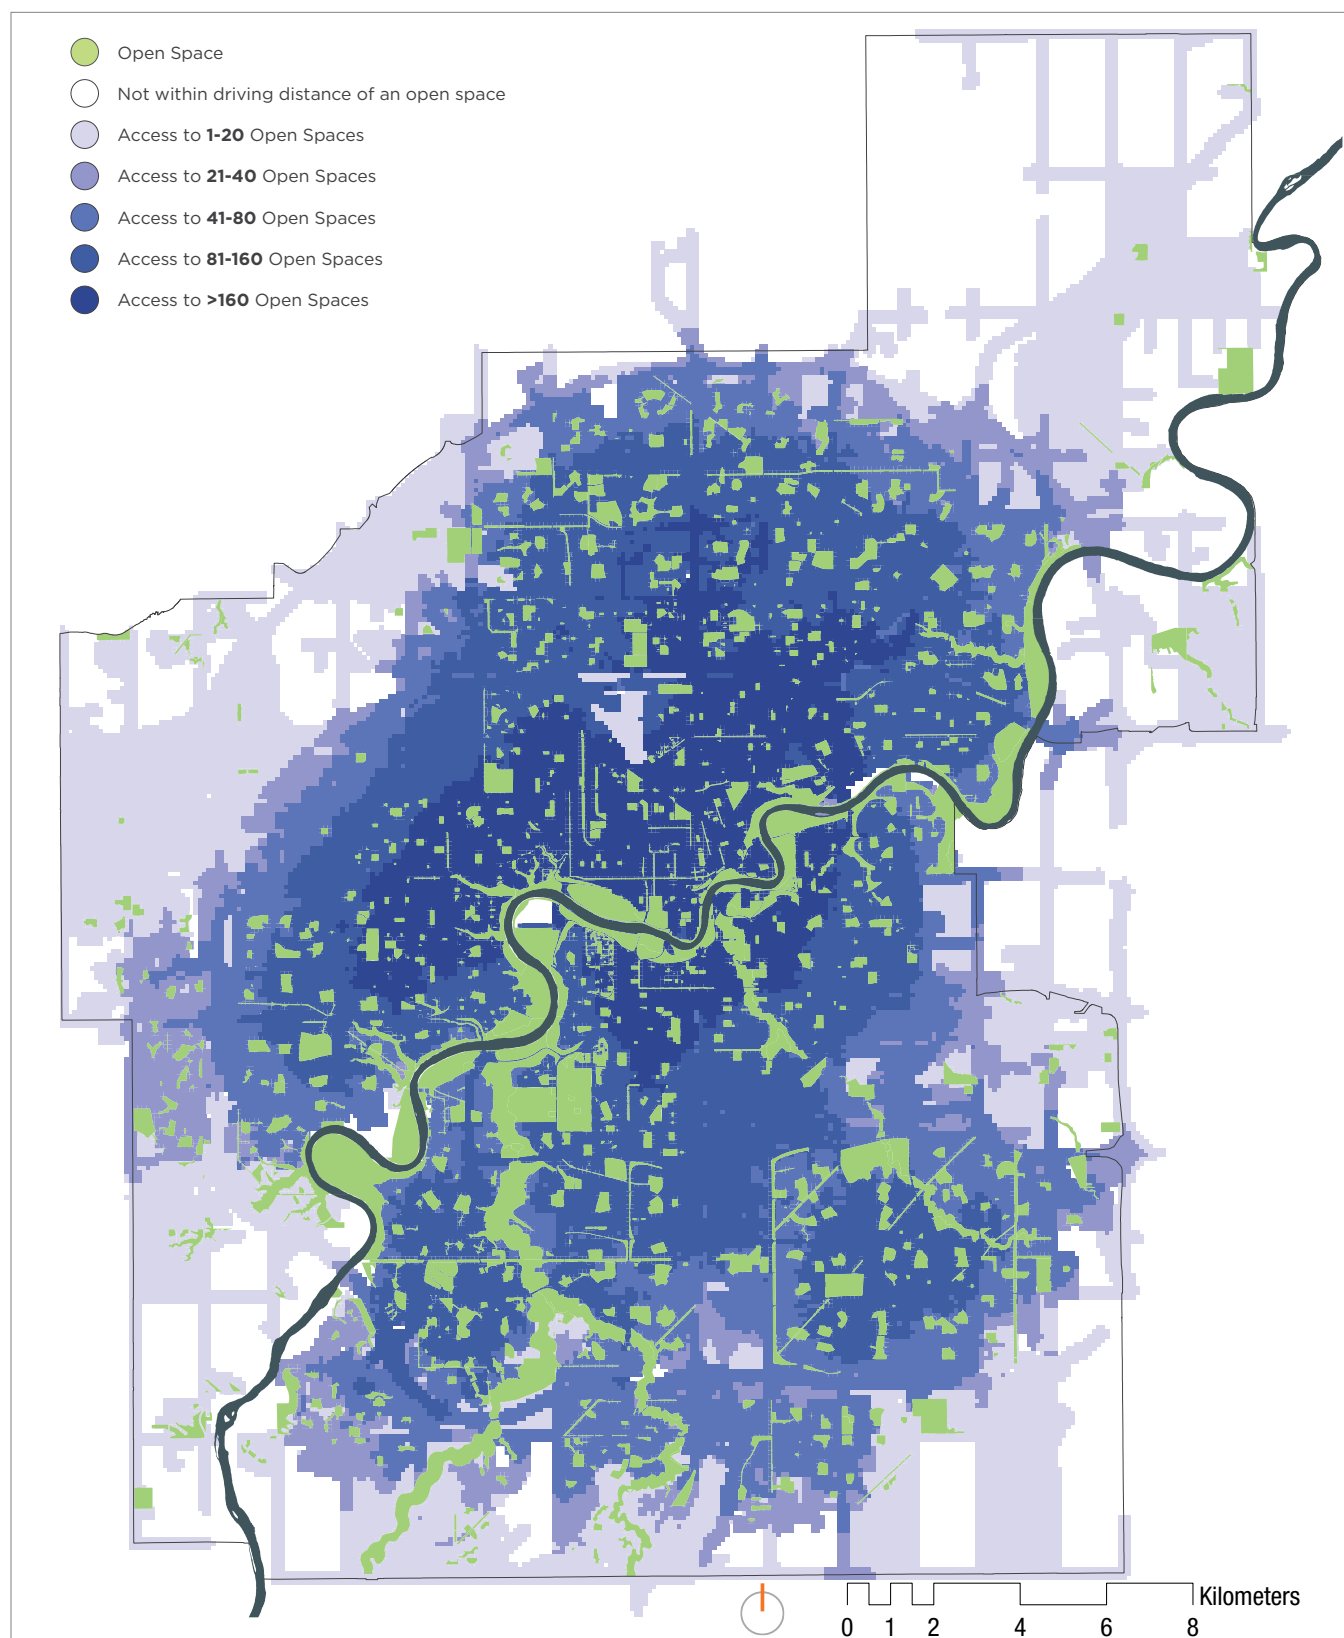 Open Space
Not within driving distance of an open space
Access to 1-20 Open Spaces
Access to 21-40 Open Spaces
Access to 41-80 Open Spaces
Access to 81-160 Open Spaces
Access to >160 Open Spaces
Kilometers
0 1 2 4 6 8